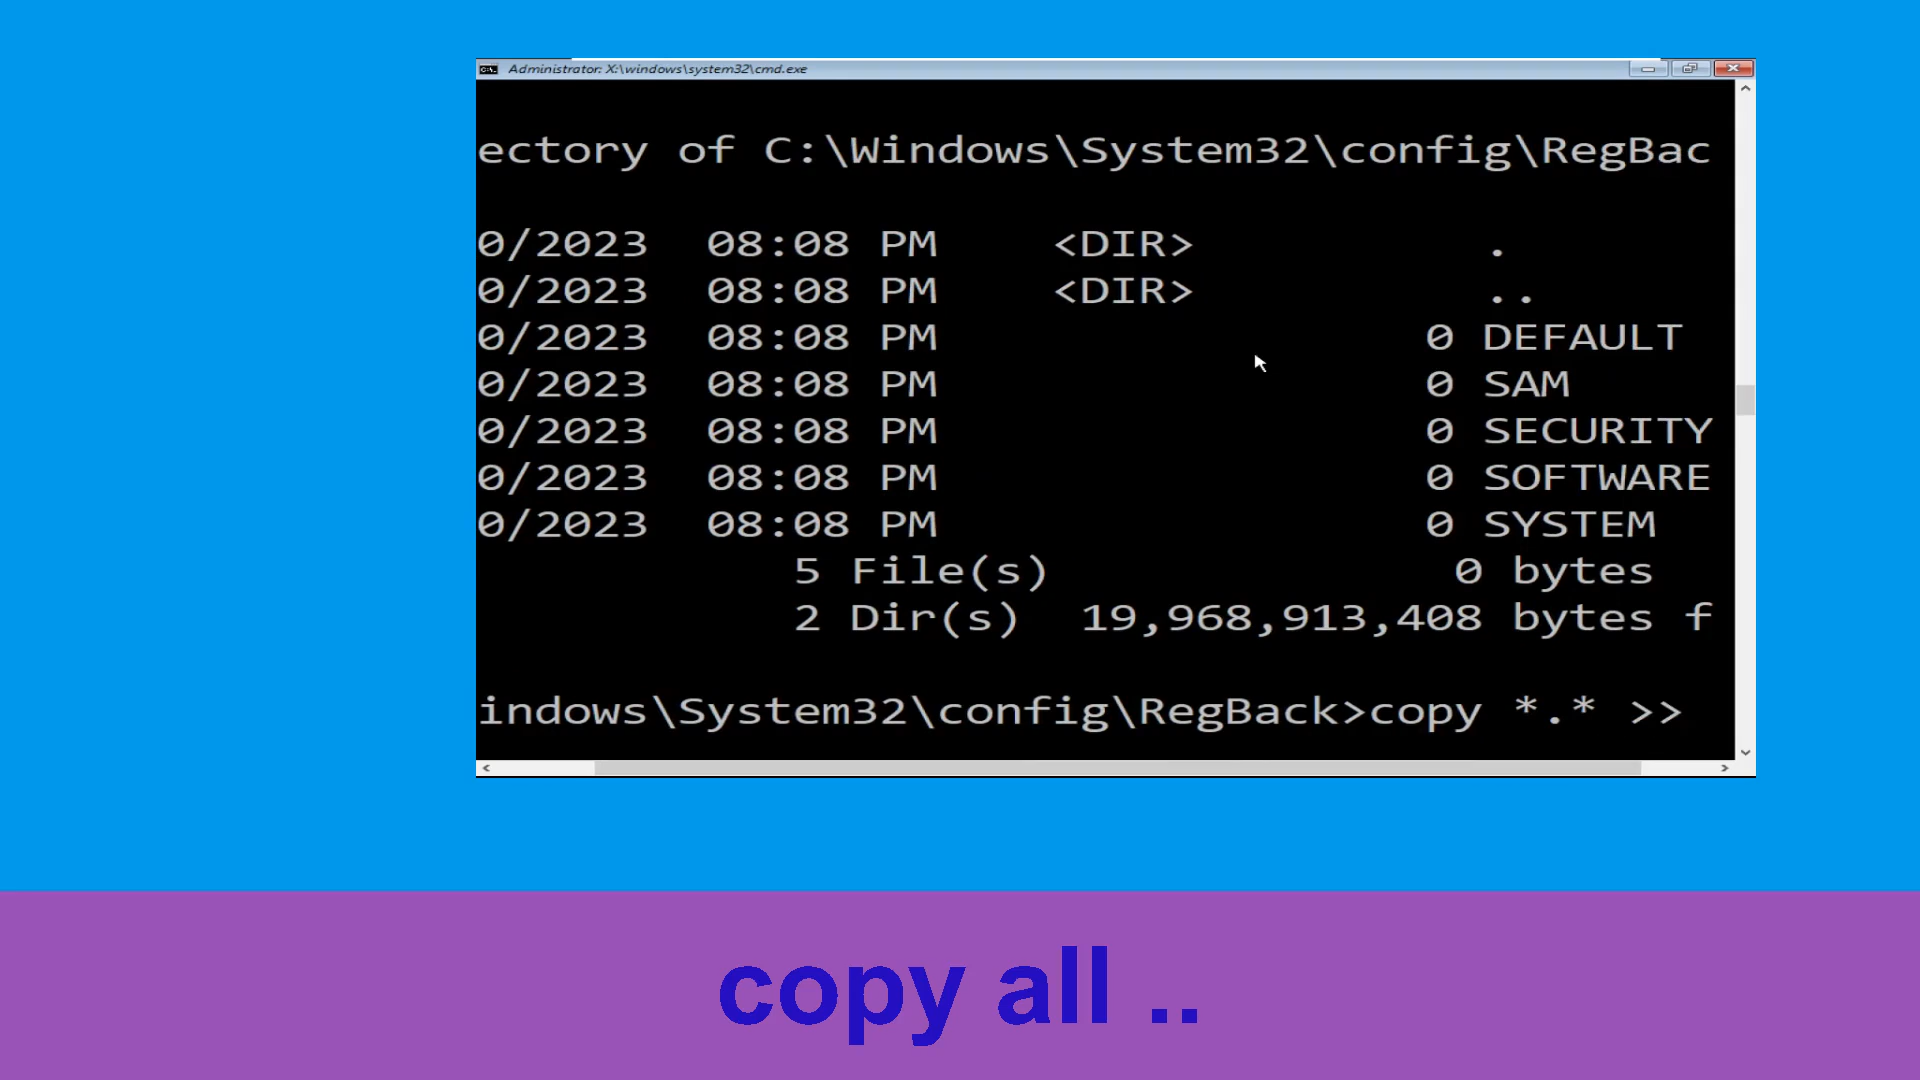 Administrator: X:\windows\system32\cmd.exe
ectory of C:\Windows\System32\config\RegBac
0/2023 08:08 PM <DIR> .
0/2023 08:08 PM <DIR> ..
0/2023 08:08 PM 0 DEFAULT
0/2023 08:08 PM 0 SAM
0/2023 08:08 PM 0 SECURITY
0/2023 08:08 PM 0 SOFTWARE
0/2023 08:08 PM 0 SYSTEM
5 File(s) 0 bytes
2 Dir(s) 19,968,913,408 bytes f
indows\System32\config\RegBack>copy *.* >>
copy all ..